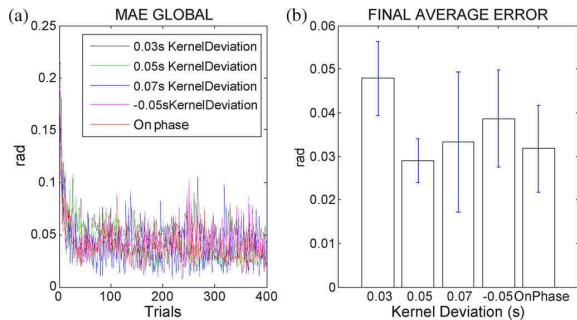 (a)
MAE GLOBAL
0.03s KernelDeviation
0.05s KernelDeviation
0.07s KernelDeviation
-0.05sKernelDeviation
On phase
0.25
0.2
0.15
0.1
0.05
0
rad
0 100 200 300 400
Trials
(b)
FINAL AVERAGE ERROR
0.06
0.05
0.04
0.03
0.02
0.01
0
rad
0.03 0.05 0.07 -0.05OnPhase
Kernel Deviation (s)